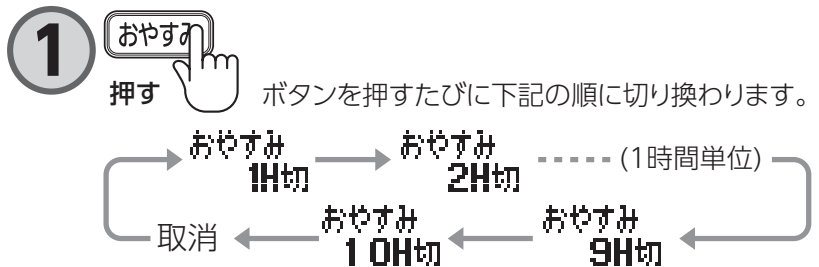 1
おやすみ
押す ボタンを押すたびに下記の順に切り換わります。
おやすみ おやすみ
1H切 2H切 (1時間単位)
おやすみ おやすみ
取消 10H切 9H切